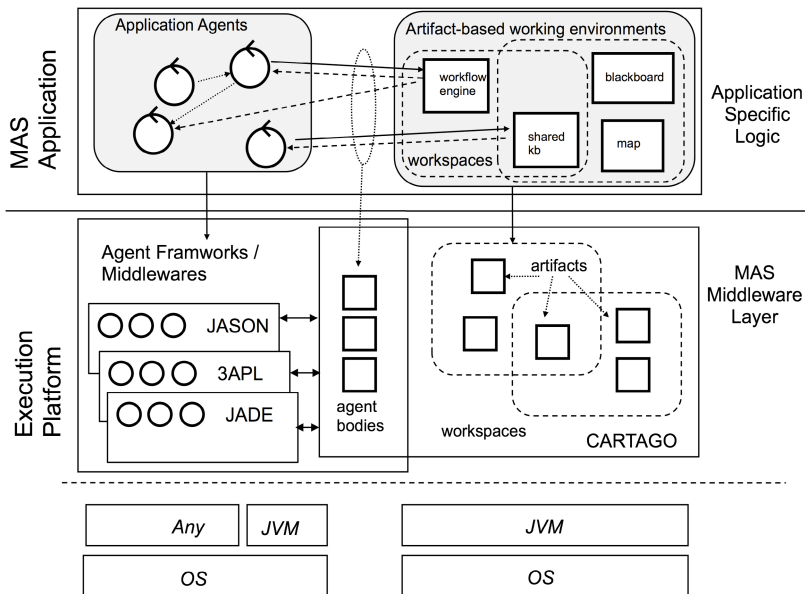 MAS
Application
Application Agents
Artifact-based working environments
workflow
engine
blackboard
shared
kb
map
workspaces
Application
Specific
Logic
Execution
Platform
Agent Framworks /
Middlewares
JASON
3APL
JADE
agent
bodies
artifacts
workspaces
CARTAGO
MAS
Middleware
Layer
Any
JVM
JVM
OS
OS